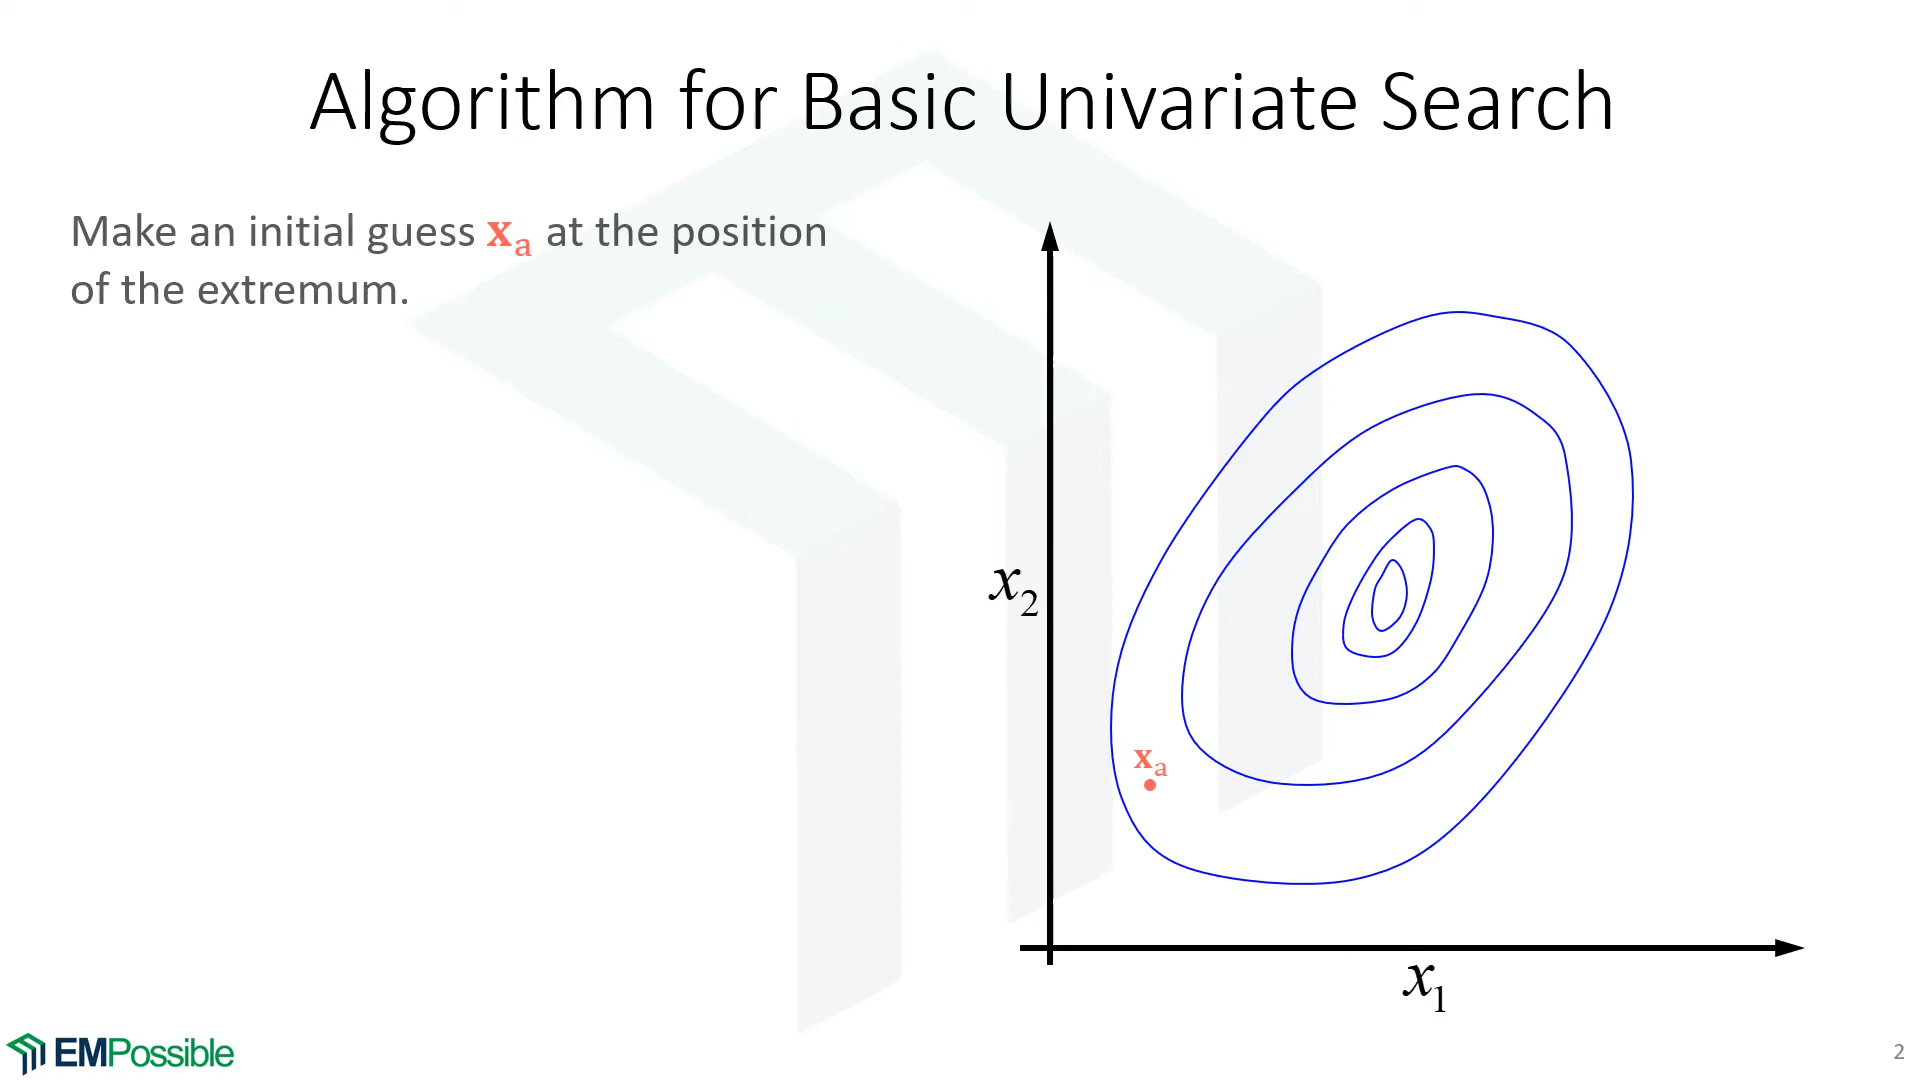 Algorithm for Basic Univariate Search
Make an initial guess xₐ at the position
of the extremum.
x₂
xₐ
x₁
EMPossible
2